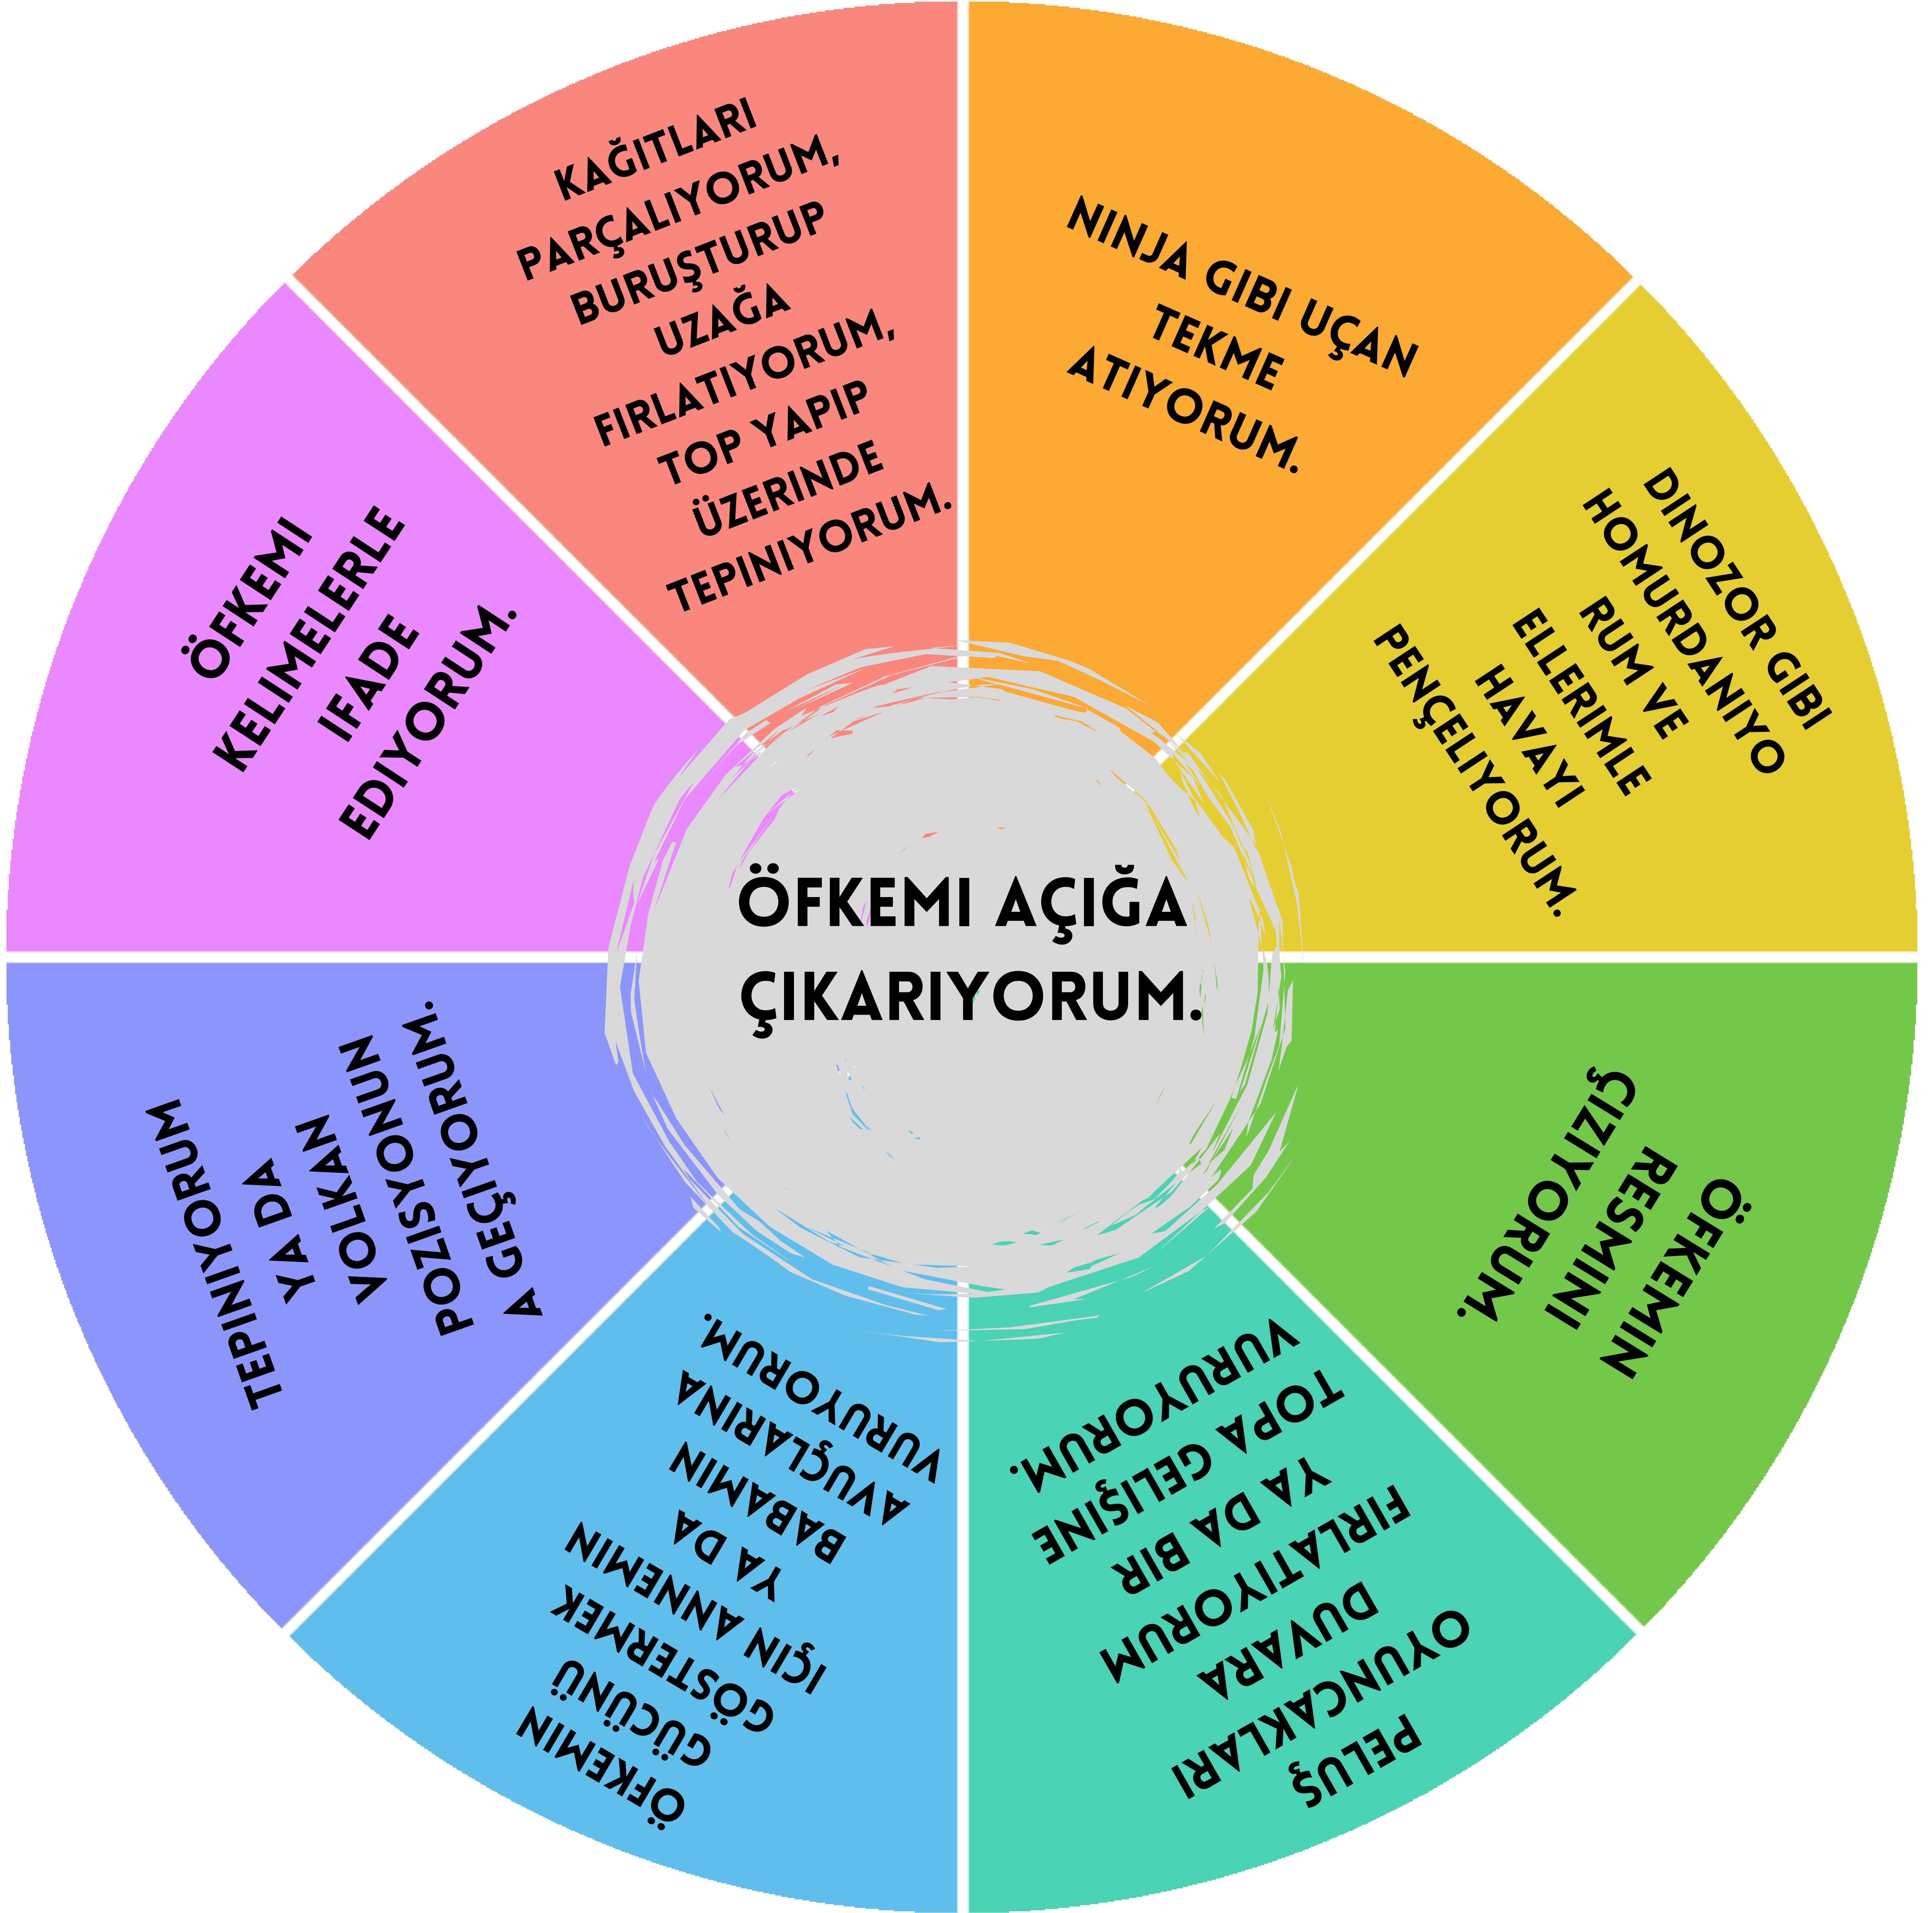 ÖFKEMI AÇIĞA
ÇIKARIYORUM.
NINJA GIBI UÇAN
TEKME
ATIYORUM.
DINOZOR GIBI
HOMURDANIYO
RUM VE
ELLERIMLE
HAVAYI
PENÇELIYORUM.
ÖFKEMIN
RESMINI
ÇIZIYORUM.
PELUŞ
OYUNCAKLARI
DUVARA
FIRLATIYORUM
YA DA BIR
GELIŞINE
TOPA
VURUYORUM.
ÖFKEMIN
GÜCÜNÜ
GÖSTERMEK
IÇIN ANNEMIN
YA DA
BABAMIN
AVUÇLARINA
VURUYORUM.
TEPINIYORUM
YA DA
VOLKAN
POZISYONUNA
GEÇIYORUM.
ÖFKEMI
KELIMELERLE
IFADE
EDIYORUM.
KAĞITLARI
PARÇALIYORUM,
BURUŞTURUP
UZAĞA
FIRLATIYORUM,
TOP YAPIP
ÜZERINDE
TEPINIYORUM.